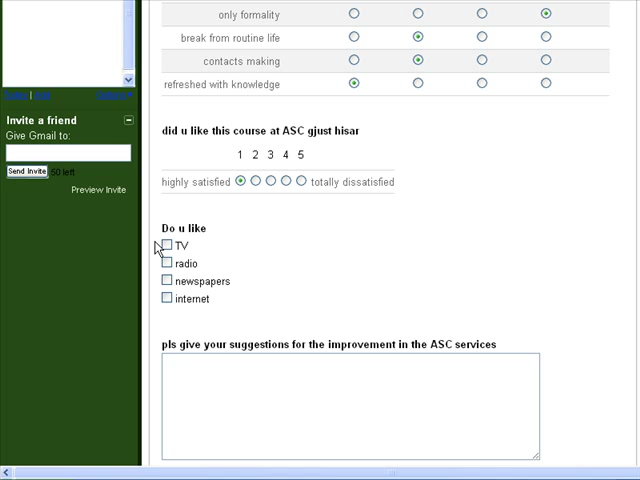 only formality
break from routine life
contacts making
refreshed with knowledge
Invite a friend
Give Gmail to:
Send Invite 50 left
Preview Invite
did u like this course at ASC gjust hisar
1 2 3 4 5
highly satisfied totally dissatisfied
Do u like
TV
radio
newspapers
internet
pls give your suggestions for the improvement in the ASC services